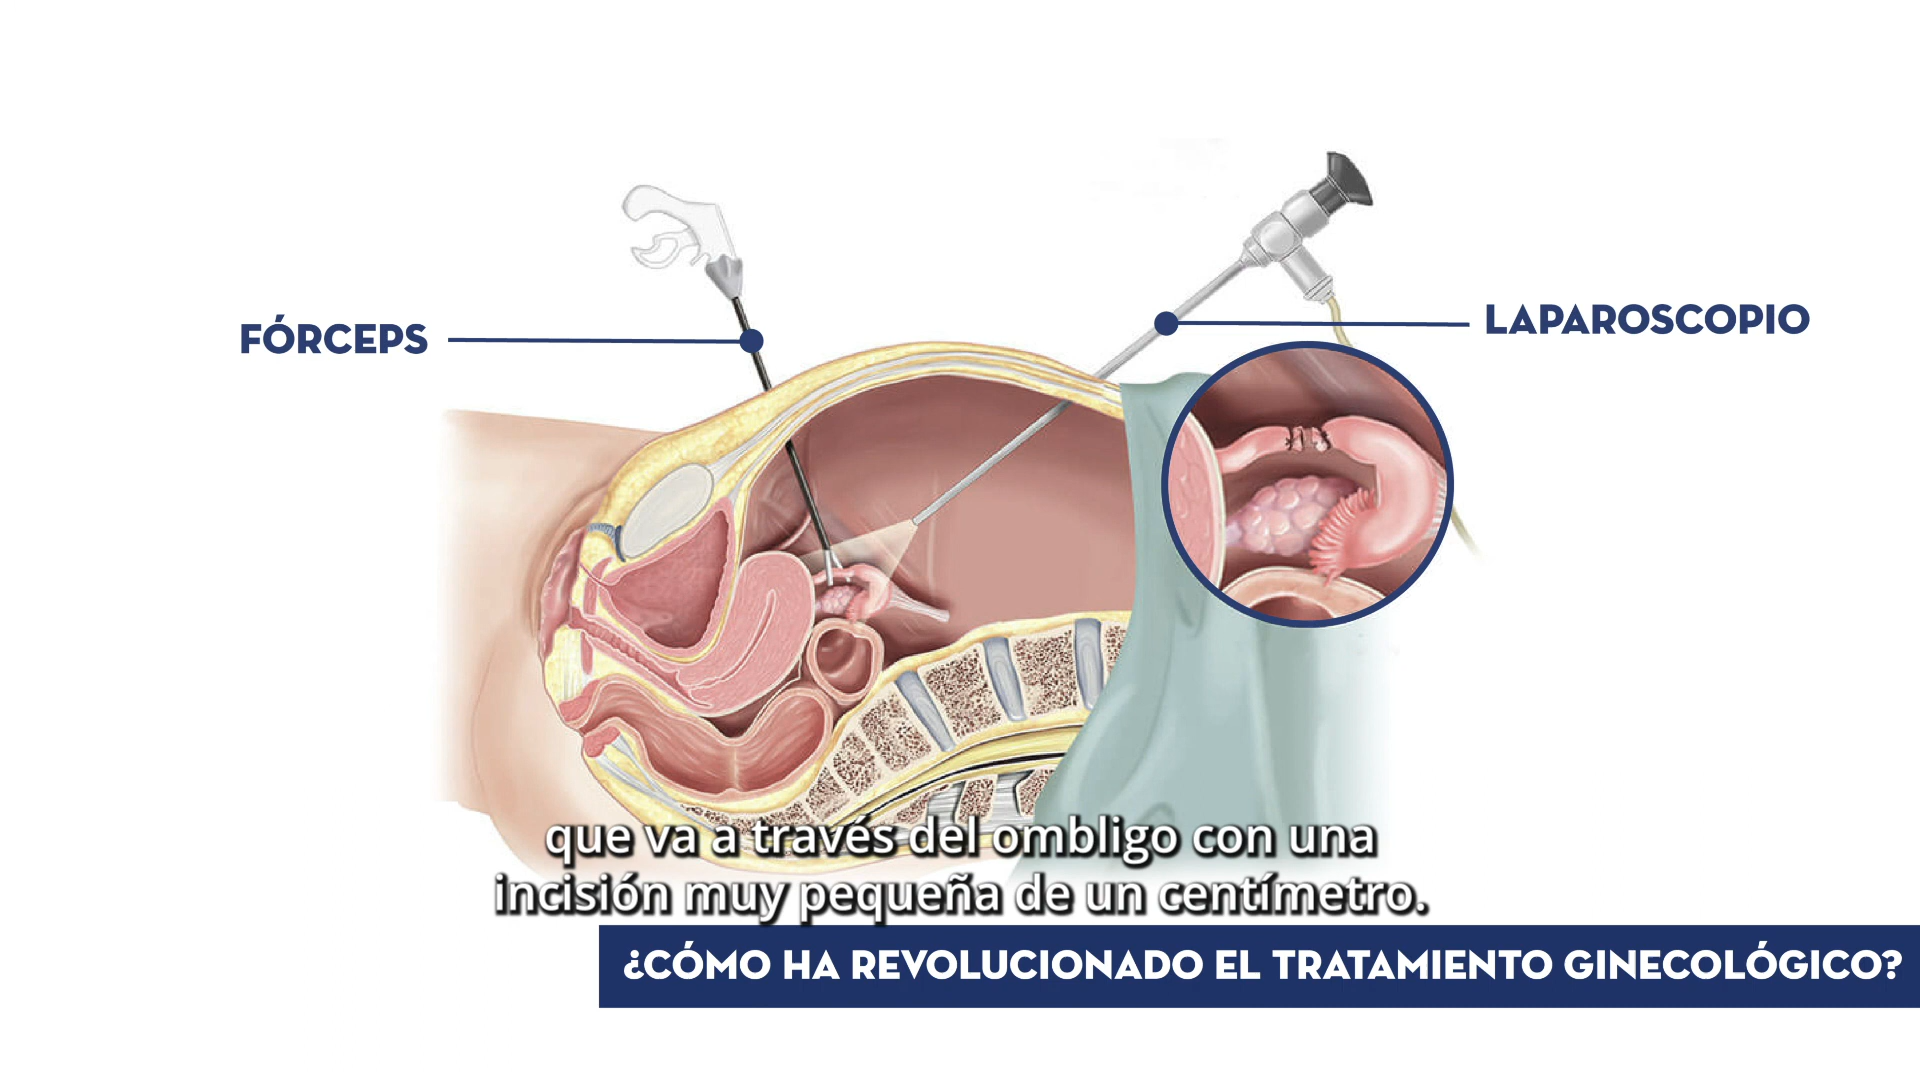 FÓRCEPS
LAPAROSCOPIO
que va a través del ombligo con una
incisión muy pequeña de un centímetro.
¿CÓMO HA REVOLUCIONADO EL TRATAMIENTO GINECOLÓGICO?